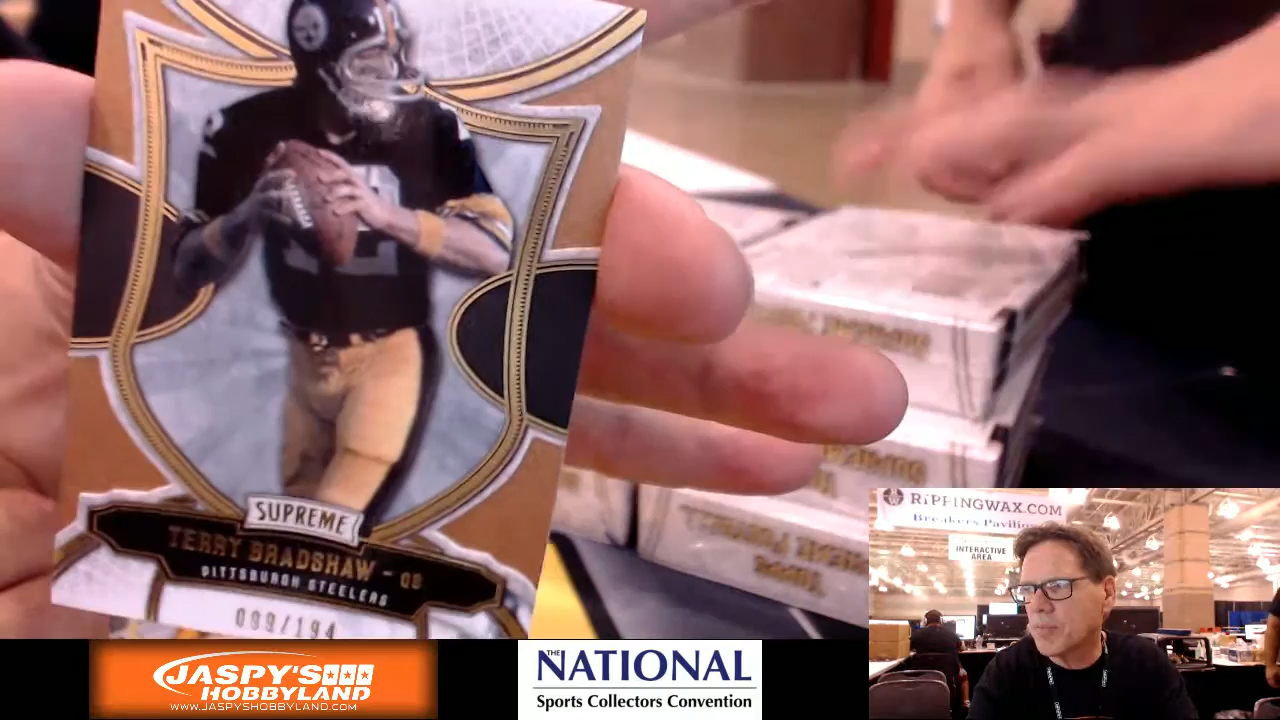 SUPREME
TERRY BRADSHAW - QB
PITTSBURGH STEELERS
099/194
TOPPS
RIPPINGWAX.COM
Breakers Pavilion
INTERACTIVE
AREA
JASPY'S
HOBBYLAND
WWW.JASPYSHOBBYLAND.COM
THE
NATIONAL
Sports Collectors Convention